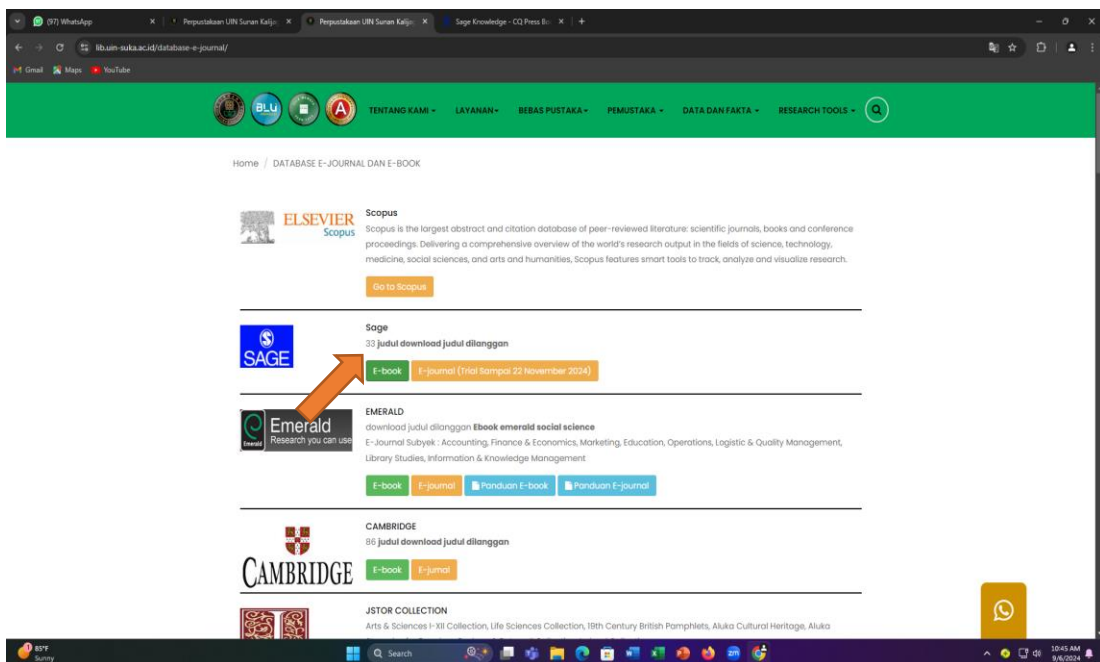 (97) WhatsApp
Perpustakaan UIN Sunan Kalija
Perpustakaan UIN Sunan Kalija
Sage Knowledge - CQ Press
lib.uin-suka.ac.id/database-e-journal/
Gmail Maps YouTube
BLU A TENTANG KAMI LAYANAN BEBAS PUSTAKA PEMUSTAKA DATA DAN FAKTA RESEARCH TOOLS
Home / DATABASE E-JOURNAL DAN E-BOOK
ELSEVIER
Scopus
Scopus
Scopus is the largest abstract and citation database of peer-reviewed literature: scientific journals, books and conference
proceedings. Delivering a comprehensive overview of the world's research output in the fields of science, technology,
medicine, social sciences, and arts and humanities, Scopus features smart tools to track, analyze and visualize research.
Go to Scopus
S
SAGE
Sage
33 judul download judul dilanggan
E-book E-journal (Trial Sampai 22 November 2024)
Emerald
Emerald
Research you can use
EMERALD
download judul dilanggan Ebook emerald social science
E-Journal Subyek : Accounting, Finance & Economics, Marketing, Education, Operations, Logistic & Quality Management,
Library Studies, Information & Knowledge Management
E-book E-journal Panduan E-book Panduan E-journal
CAMBRIDGE
CAMBRIDGE
86 judul download judul dilanggan
E-book E-jurnal
JSTOR COLLECTION
Arts & Sciences I-XII Collection, Life Sciences Collection, 19th Century British Pamphlets, Aluka Cultural Heritage, Aluka
85°F
Sunny
Search
zm
10:45 AM
9/6/2024